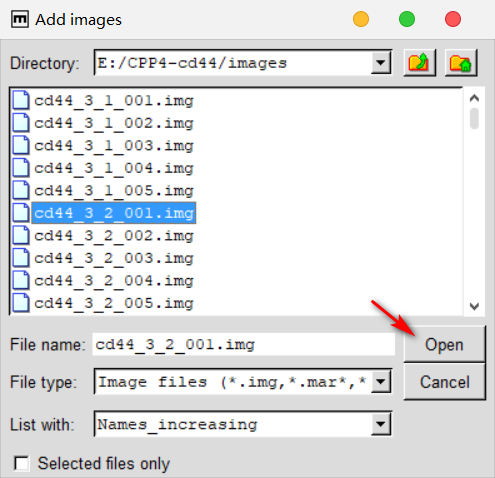 m Add images
Directory: E:/CPP4-cd44/images
cd44_3_1_001.img
cd44_3_1_002.img
cd44_3_1_003.img
cd44_3_1_004.img
cd44_3_1_005.img
cd44_3_2_001.img
cd44_3_2_002.img
cd44_3_2_003.img
cd44_3_2_004.img
cd44_3_2_005.img
File name: cd44_3_2_001.img Open
File type: Image files (*.img,*.mar*,* Cancel
List with: Names_increasing
Selected files only